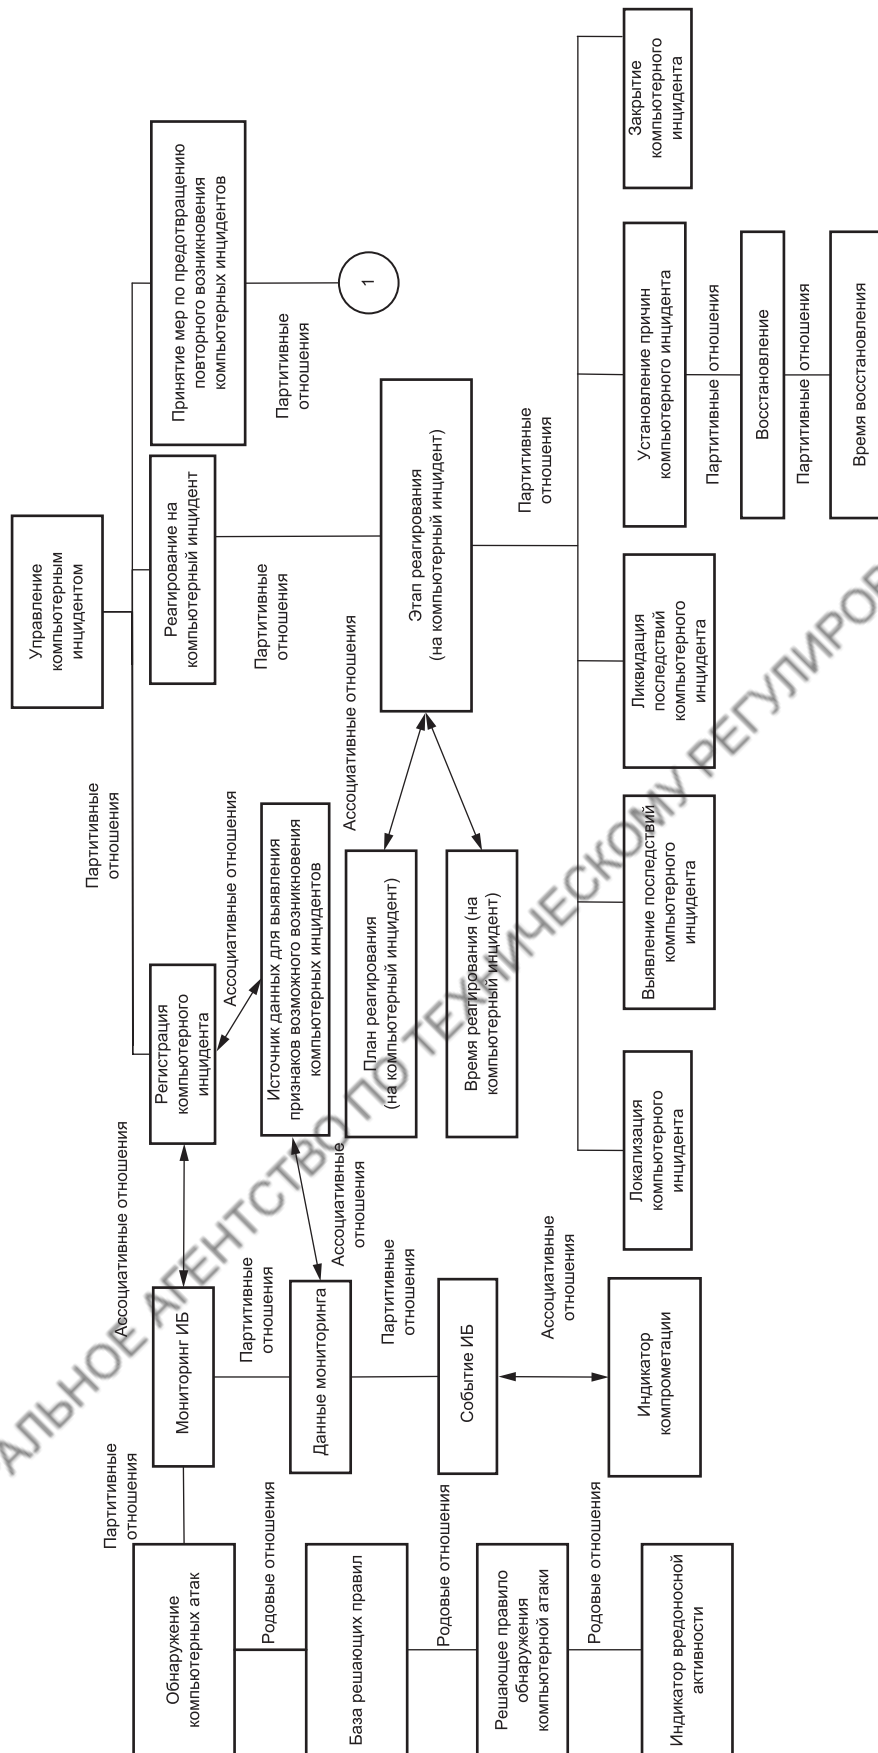 Управление
компьютерным
инцидентом
Партитивные
отношения
Регистрация
компьютерного
инцидента
Реагирование на
компьютерный инцидент
Принятие мер по предотвращению
повторного возникновения
компьютерных инцидентов
Партитивные
отношения
1
Ассоциативные отношения
Ассоциативные отношения
Партитивные
отношения
Обнаружение
компьютерных атак
Партитивные
отношения
Мониторинг ИБ
Источник данных для выявления
признаков возможного возникновения
компьютерных инцидентов
Родовые отношения
Партитивные
отношения
Ассоциативные
отношения
Ассоциативные отношения
База решающих правил
Данные мониторинга
План реагирования
(на компьютерный инцидент)
Этап реагирования
(на компьютерный инцидент)
Время реагирования (на
компьютерный инцидент)
Родовые отношения
Партитивные
отношения
Партитивные
отношения
Решающее правило
обнаружения
компьютерной атаки
Событие ИБ
Родовые отношения
Ассоциативные
отношения
Индикатор вредоносной
активности
Индикатор
компрометации
Локализация
компьютерного
инцидента
Выявление последствий
компьютерного
инцидента
Ликвидация
последствий
компьютерного
инцидента
Установление причин
компьютерного инцидента
Закрытие
компьютерного
инцидента
Партитивные отношения
Восстановление
Партитивные отношения
Время восстановления
АЛЬНОЕ АГЕНТСТВО ПО ТЕХНИЧЕСКОМУ РЕГУЛИРОВ